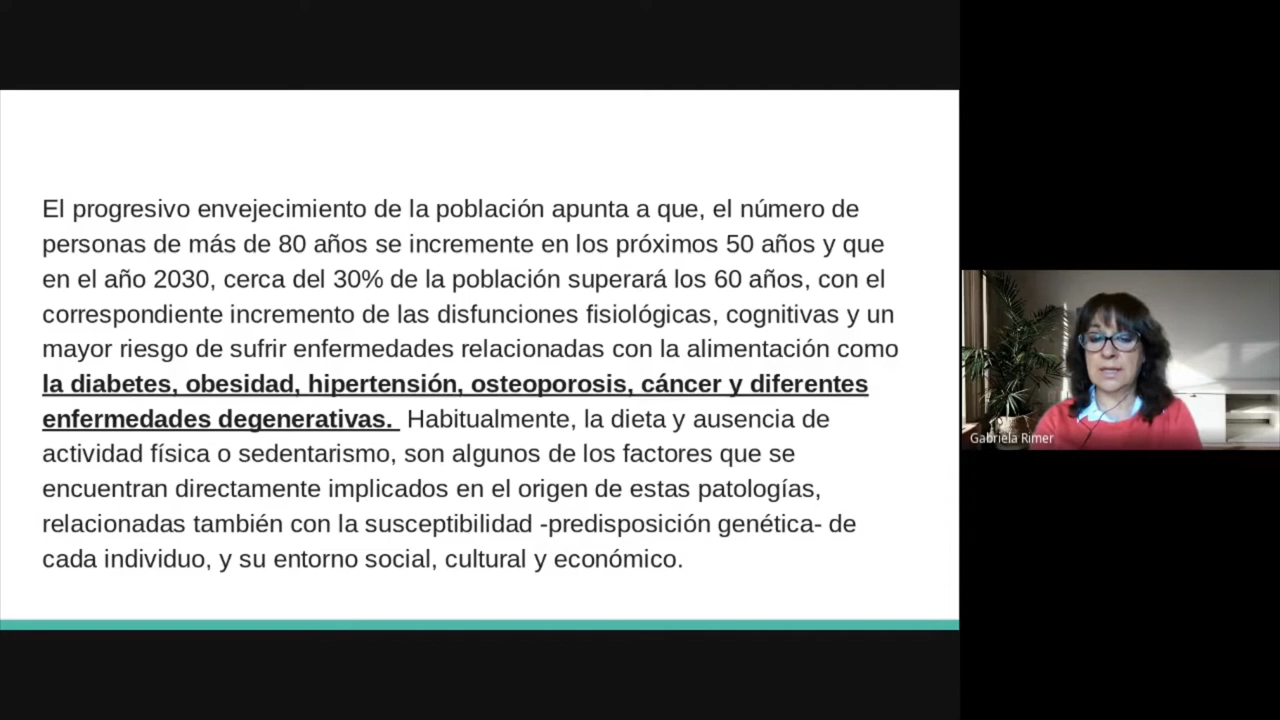 El progresivo envejecimiento de la población apunta a que, el número de
personas de más de 80 años se incremente en los próximos 50 años y que
en el año 2030, cerca del 30% de la población superará los 60 años, con el
correspondiente incremento de las disfunciones fisiológicas, cognitivas y un
mayor riesgo de sufrir enfermedades relacionadas con la alimentación como
la diabetes, obesidad, hipertensión, osteoporosis, cáncer y diferentes
enfermedades degenerativas. Habitualmente, la dieta y ausencia de
actividad física o sedentarismo, son algunos de los factores que se
encuentran directamente implicados en el origen de estas patologías,
relacionadas también con la susceptibilidad -predisposición genética- de
cada individuo, y su entorno social, cultural y económico.
Gabriela Rimer